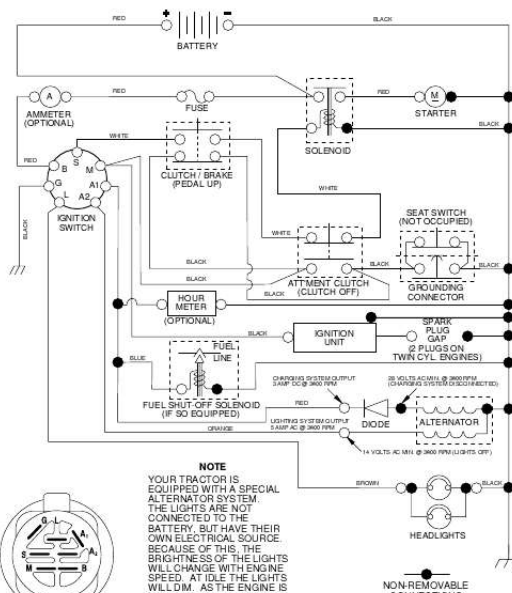 + -
RED
BLACK
BATTERY
A
RED
FUSE
AMMETER
(OPTIONAL)
RED
M
STARTER
BLACK
SOLENOID
WHITE
S
B
M
G
A1
L
A2
RED
IGNITION
SWITCH
BLACK
CLUTCH / BRAKE
(PEDAL UP)
WHITE
WHITE
SEAT SWITCH
(NOT OCCUPIED)
BLACK
BLACK
BLACK
BLACK
BLACK
ATT'MENT CLUTCH
(CLUTCH OFF)
GROUNDING
CONNECTOR
HOUR
METER
(OPTIONAL)
BLACK
IGNITION
UNIT
SPARK
PLUG
GAP
(2 PLUGS ON
TWIN CYL. ENGINES)
BLUE
FUEL
LINE
FUEL SHUT-OFF SOLENOID
(IF SO EQUIPPED)
CHARGING SYSTEM OUTPUT
3 AMP DC @ 3400 RPM
28 VOLTS AC MIN. @ 3400 RPM
(CHARGING SYSTEM DISCONNECTED)
RED
DIODE
ALTERNATOR
LIGHTING SYSTEM OUTPUT
5 AMP AC @ 3400 RPM
ORANGE
14 VOLTS AC MIN. @ 3400 RPM (LIGHTS OFF)
BROWN
BLACK
HEADLIGHTS
NOTE
YOUR TRACTOR IS
EQUIPPED WITH A SPECIAL
ALTERNATOR SYSTEM.
THE LIGHTS ARE NOT
CONNECTED TO THE
BATTERY, BUT HAVE THEIR
OWN ELECTRICAL SOURCE.
BECAUSE OF THIS, THE
BRIGHTNESS OF THE LIGHTS
WILL CHANGE WITH ENGINE
SPEED. AT IDLE THE LIGHTS
WILL DIM. AS THE ENGINE IS
G
L
A1
S
A2
M
B
NON-REMOVABLE